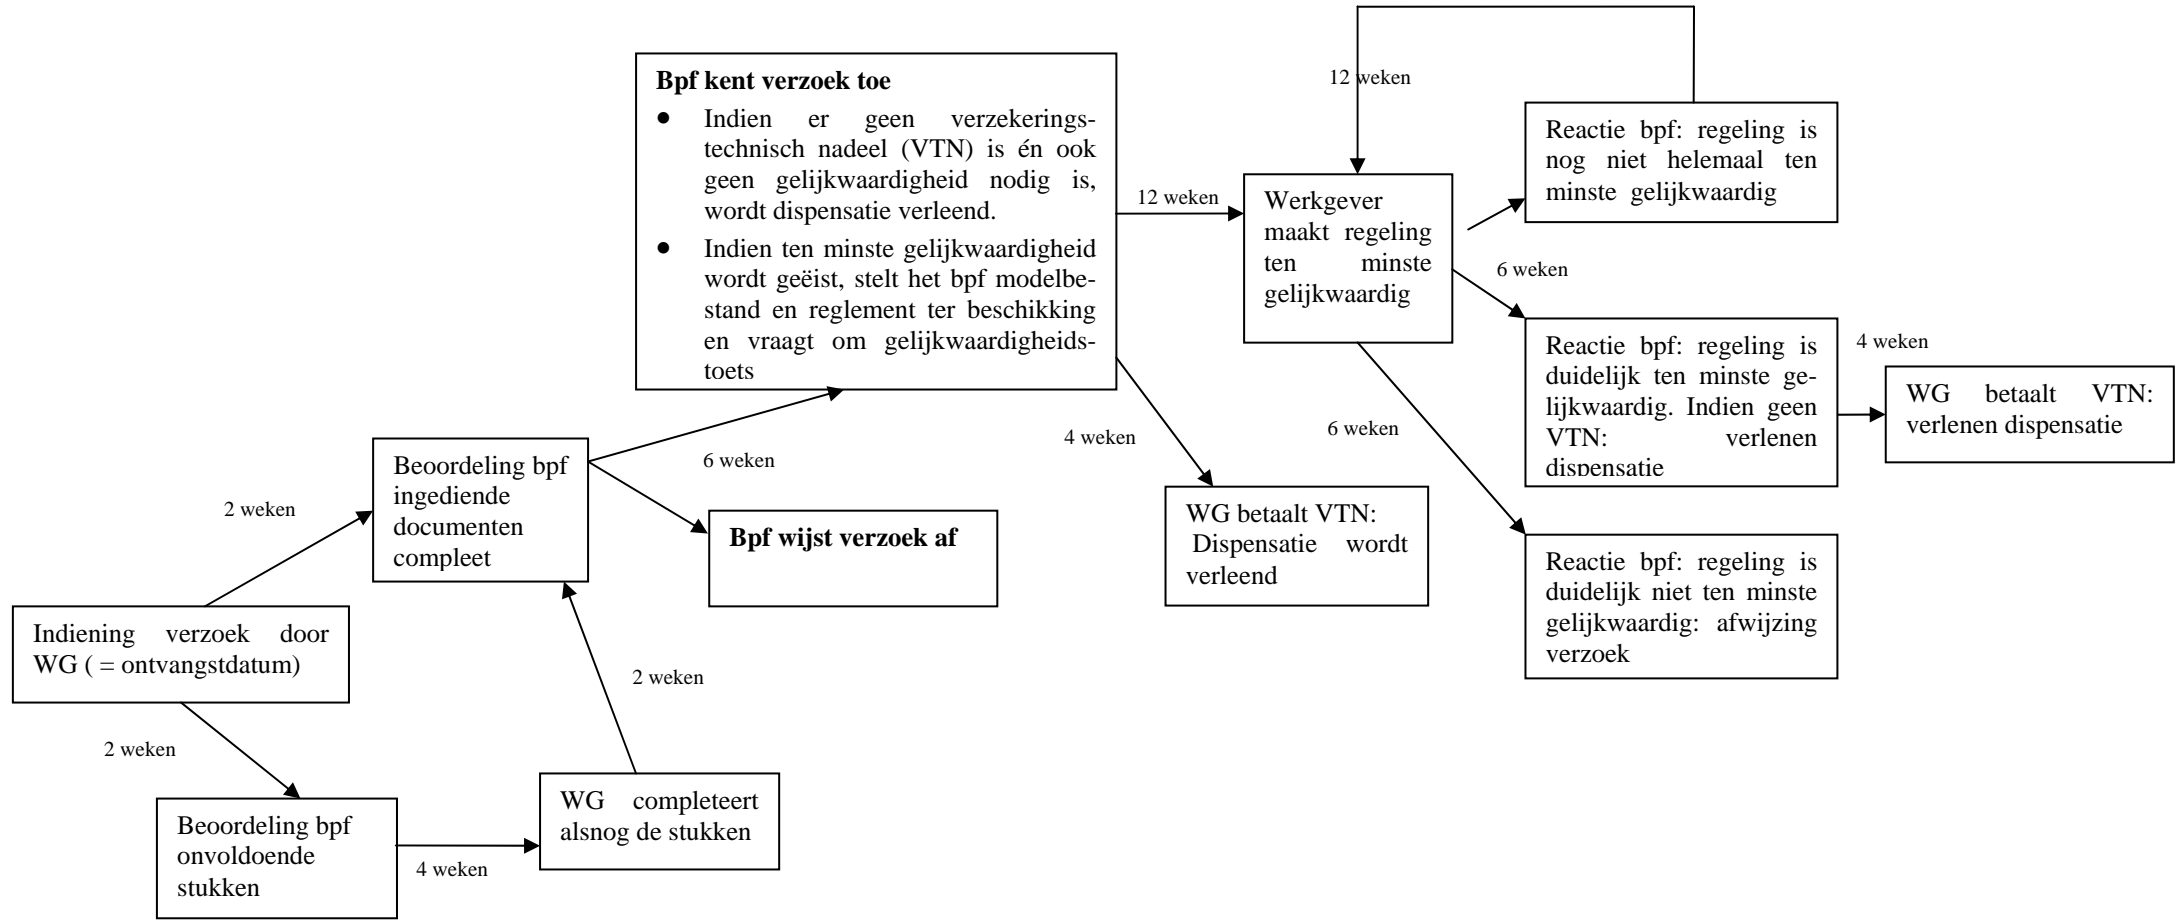 12 weken
Bpf kent verzoek toe
● Indien er geen verzekerings-
technisch nadeel (VTN) is én ook
geen gelijkwaardigheid nodig is,
wordt dispensatie verleend.
● Indien ten minste gelijkwaardigheid
wordt geëist, stelt het bpf modelbe-
stand en reglement ter beschikking
en vraagt om gelijkwaardigheids-
toets
12 weken
Werkgever
maakt regeling
ten minste
gelijkwaardig
Reactie bpf: regeling is
nog niet helemaal ten
minste gelijkwaardig
6 weken
Reactie bpf: regeling is
duidelijk ten minste ge-
lijkwaardig. Indien geen
VTN: verlenen
dispensatie
4 weken
WG betaalt VTN:
verlenen dispensatie
6 weken
Reactie bpf: regeling is
duidelijk niet ten minste
gelijkwaardig: afwijzing
verzoek
4 weken
WG betaalt VTN:
Dispensatie wordt
verleend
6 weken
Beoordeling bpf
ingediende
documenten
compleet
Bpf wijst verzoek af
2 weken
Indiening verzoek door
WG ( = ontvangstdatum)
2 weken
2 weken
Beoordeling bpf
onvoldoende
stukken
4 weken
WG completeert
alsnog de stukken